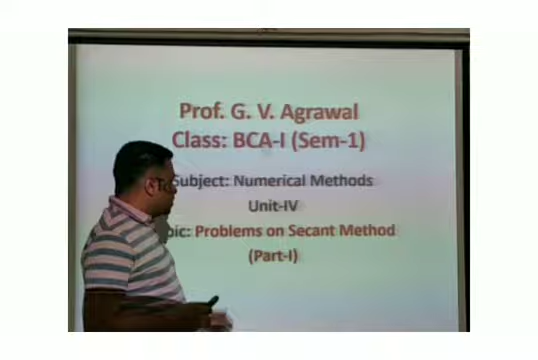 Prof. G. V. Agrawal
Class: BCA-I (Sem-1)
Subject: Numerical Methods
Unit-IV
Problems on Secant Method
(Part-I)